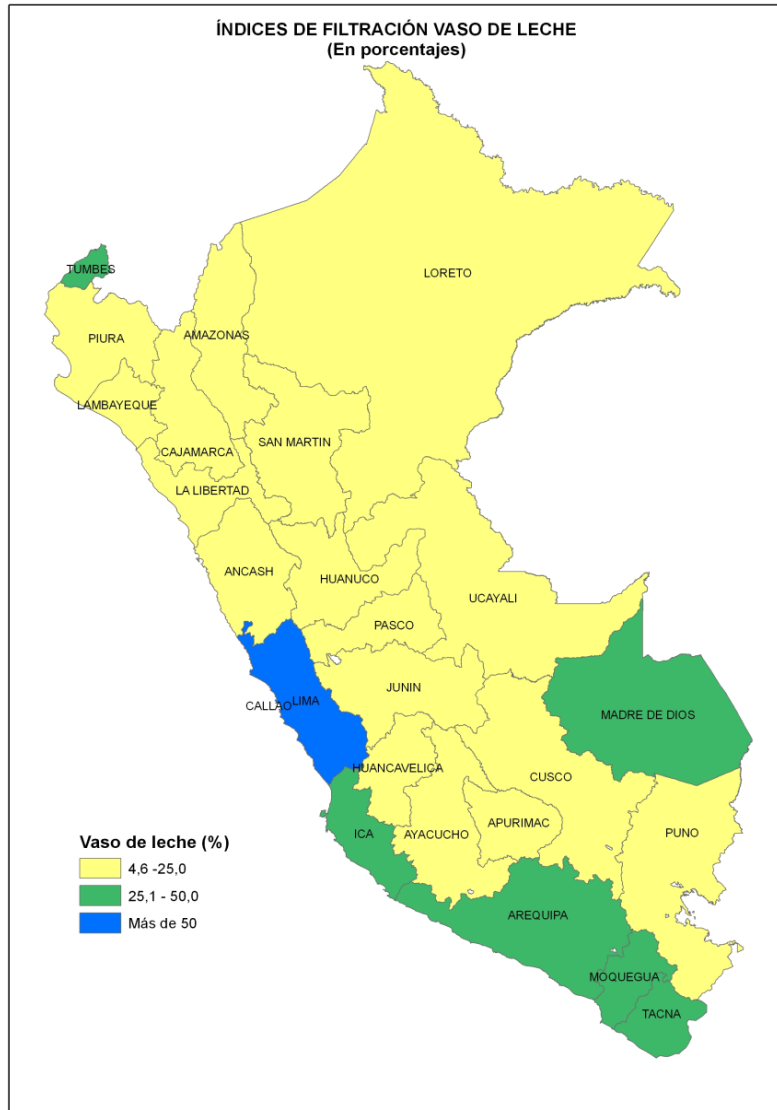 ÍNDICES DE FILTRACIÓN VASO DE LECHE
(En porcentajes)
LORETO
TUMBES
AMAZONAS
PIURA
LAMBAYEQUE
SAN MARTIN
CAJAMARCA
LA LIBERTAD
ANCASH
HUANUCO
UCAYALI
PASCO
JUNIN
CALLAO
LIMA
MADRE DE DIOS
HUANCAVELICA
CUSCO
ICA
AYACUCHO
APURIMAC
PUNO
AREQUIPA
MOQUEGUA
TACNA
Vaso de leche (%)
4,6 -25,0
25,1 - 50,0
Más de 50